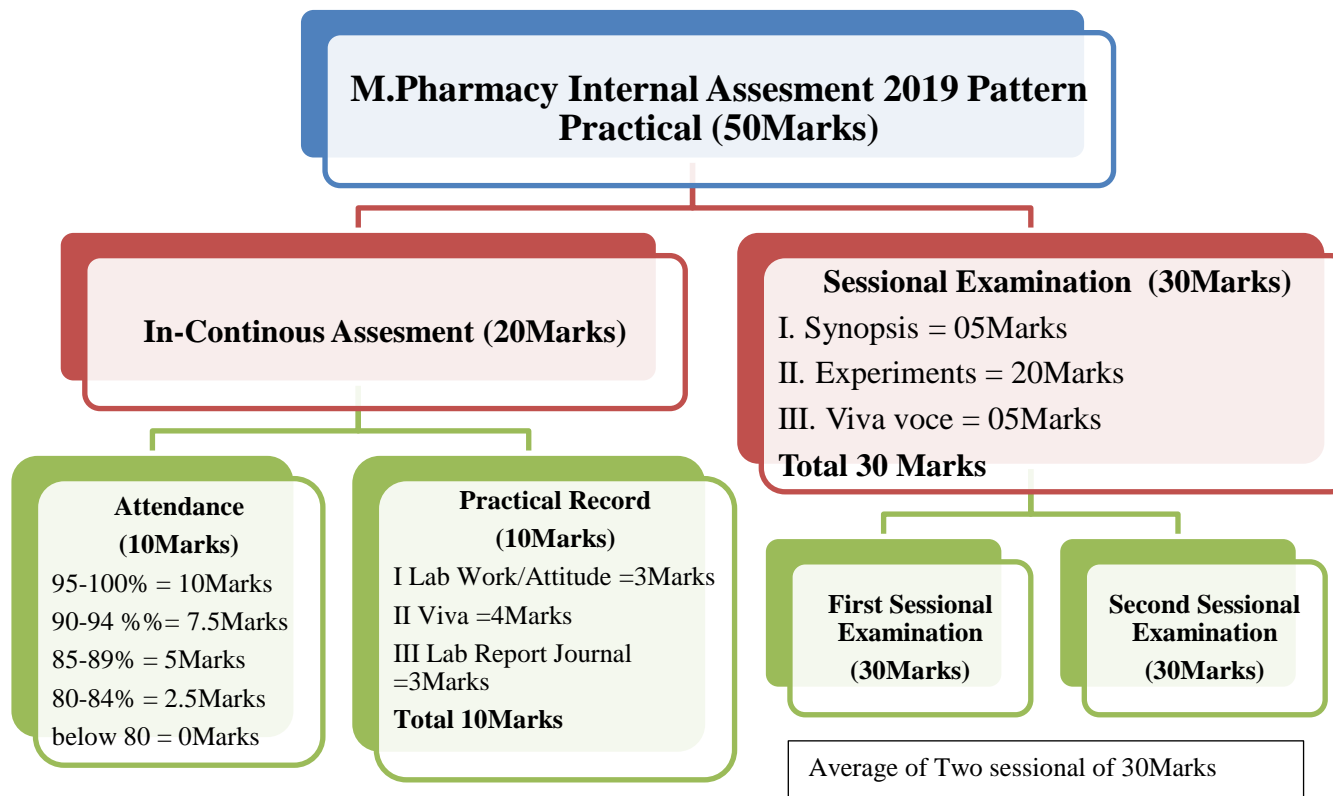 M.Pharmacy Internal Assesment 2019 Pattern
Practical (50Marks)
In-Continous Assesment (20Marks)
Sessional Examination (30Marks)
I. Synopsis = 05Marks
II. Experiments = 20Marks
III. Viva voce = 05Marks
Total 30 Marks
Attendance
(10Marks)
95-100% = 10Marks
90-94 %%= 7.5Marks
85-89% = 5Marks
80-84% = 2.5Marks
below 80 = 0Marks
Practical Record
(10Marks)
I Lab Work/Attitude =3Marks
II Viva =4Marks
III Lab Report Journal
=3Marks
Total 10Marks
First Sessional
Examination
(30Marks)
Second Sessional
Examination
(30Marks)
Average of Two sessional of 30Marks